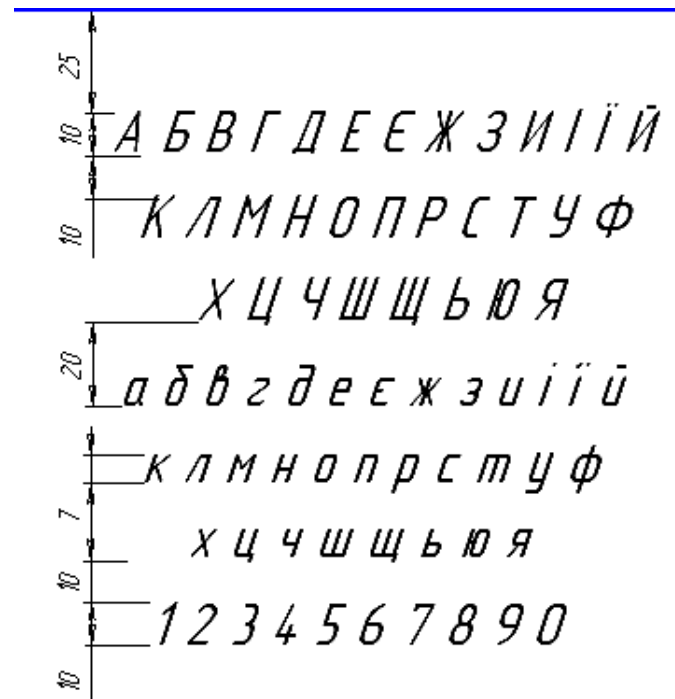 25
10
А Б В Г Д Е Є Ж З И І Ї Й
10
К Л М Н О П Р С Т У Ф
Х Ц Ч Ш Щ Ь Ю Я
20
а б в г д е є ж з и і ї й
к л м н о п р с т у ф
7
х ц ч ш щ ь ю я
10
1 2 3 4 5 6 7 8 9 0
10